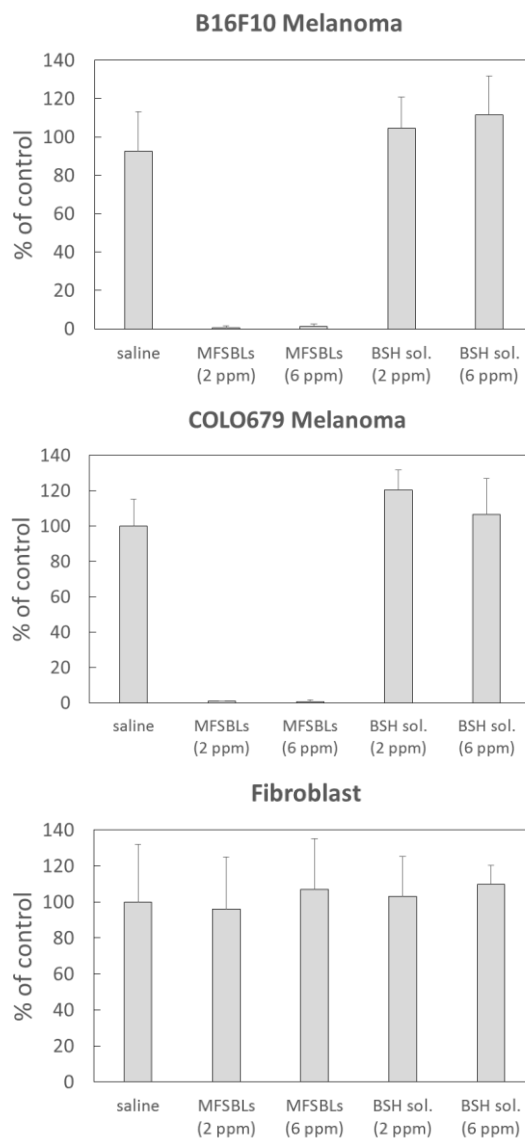 B16F10 Melanoma
% of control
140
120
100
80
60
40
20
0
saline
MFSBLs
(2 ppm)
MFSBLs
(6 ppm)
BSH sol.
(2 ppm)
BSH sol.
(6 ppm)
COLO679 Melanoma
% of control
140
120
100
80
60
40
20
0
saline
MFSBLs
(2 ppm)
MFSBLs
(6 ppm)
BSH sol.
(2 ppm)
BSH sol.
(6 ppm)
Fibroblast
% of control
140
120
100
80
60
40
20
0
saline
MFSBLs
(2 ppm)
MFSBLs
(6 ppm)
BSH sol.
(2 ppm)
BSH sol.
(6 ppm)